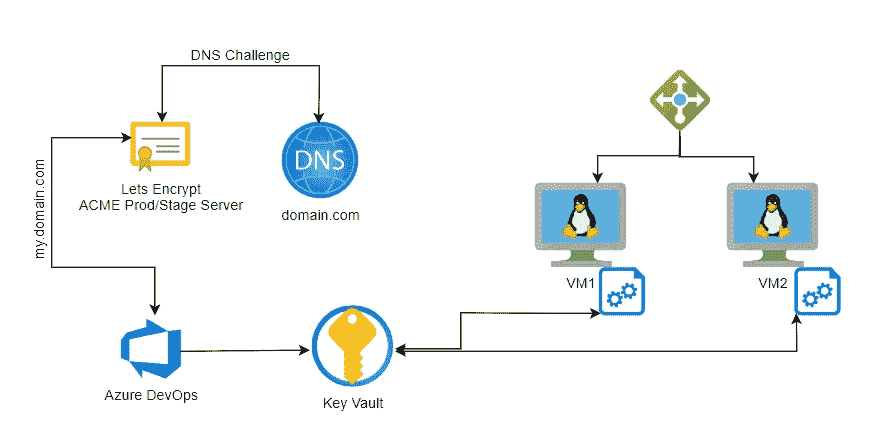 DNS Challenge
my.domain.com
Lets Encrypt
ACME Prod/Stage Server
DNS
domain.com
VM1
VM2
Azure DevOps
Key Vault